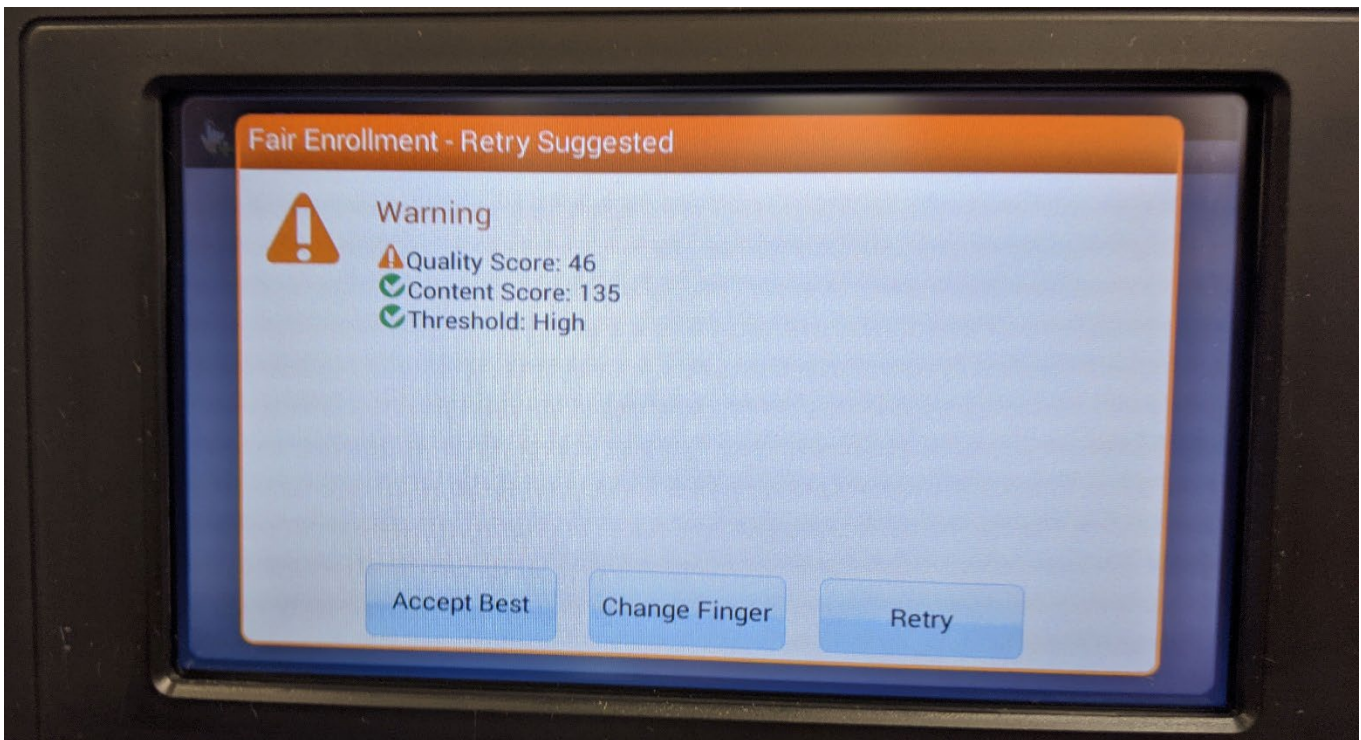 Fair Enrollment - Retry Suggested
Warning
Quality Score: 46
Content Score: 135
Threshold: High
Accept Best
Change Finger
Retry